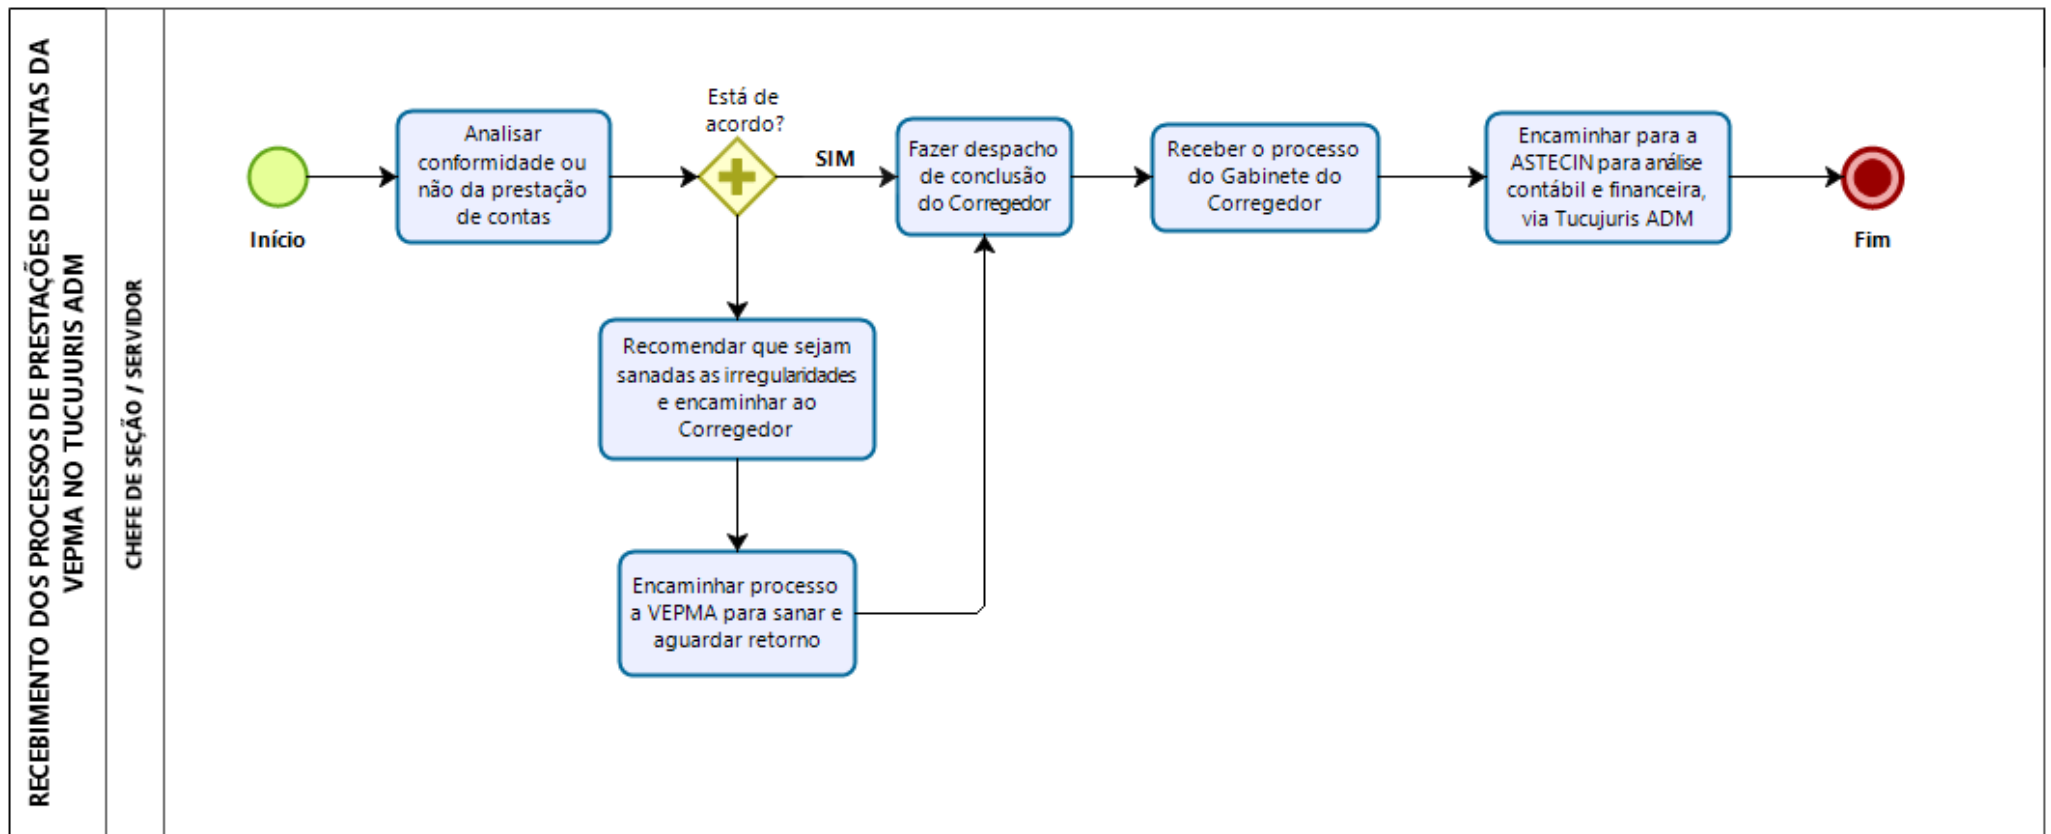 RECEBIMENTO DOS PROCESSOS DE PRESTAÇÕES DE CONTAS DA
VEPMA NO TUCUJURIS ADM
CHEFE DE SEÇÃO / SERVIDOR
Início
Analisar
conformidade ou
não da prestação
de contas
Está de
acordo?
SIM
Fazer despacho
de conclusão
do Corregedor
Receber o processo
do Gabinete do
Corregedor
Encaminhar para a
ASTECIN para análise
contábil e financeira,
via Tucujuris ADM
Fim
Recomendar que sejam
sanadas as irregularidades
e encaminhar ao
Corregedor
Encaminhar processo
a VEPMA para sanar e
aguardar retorno